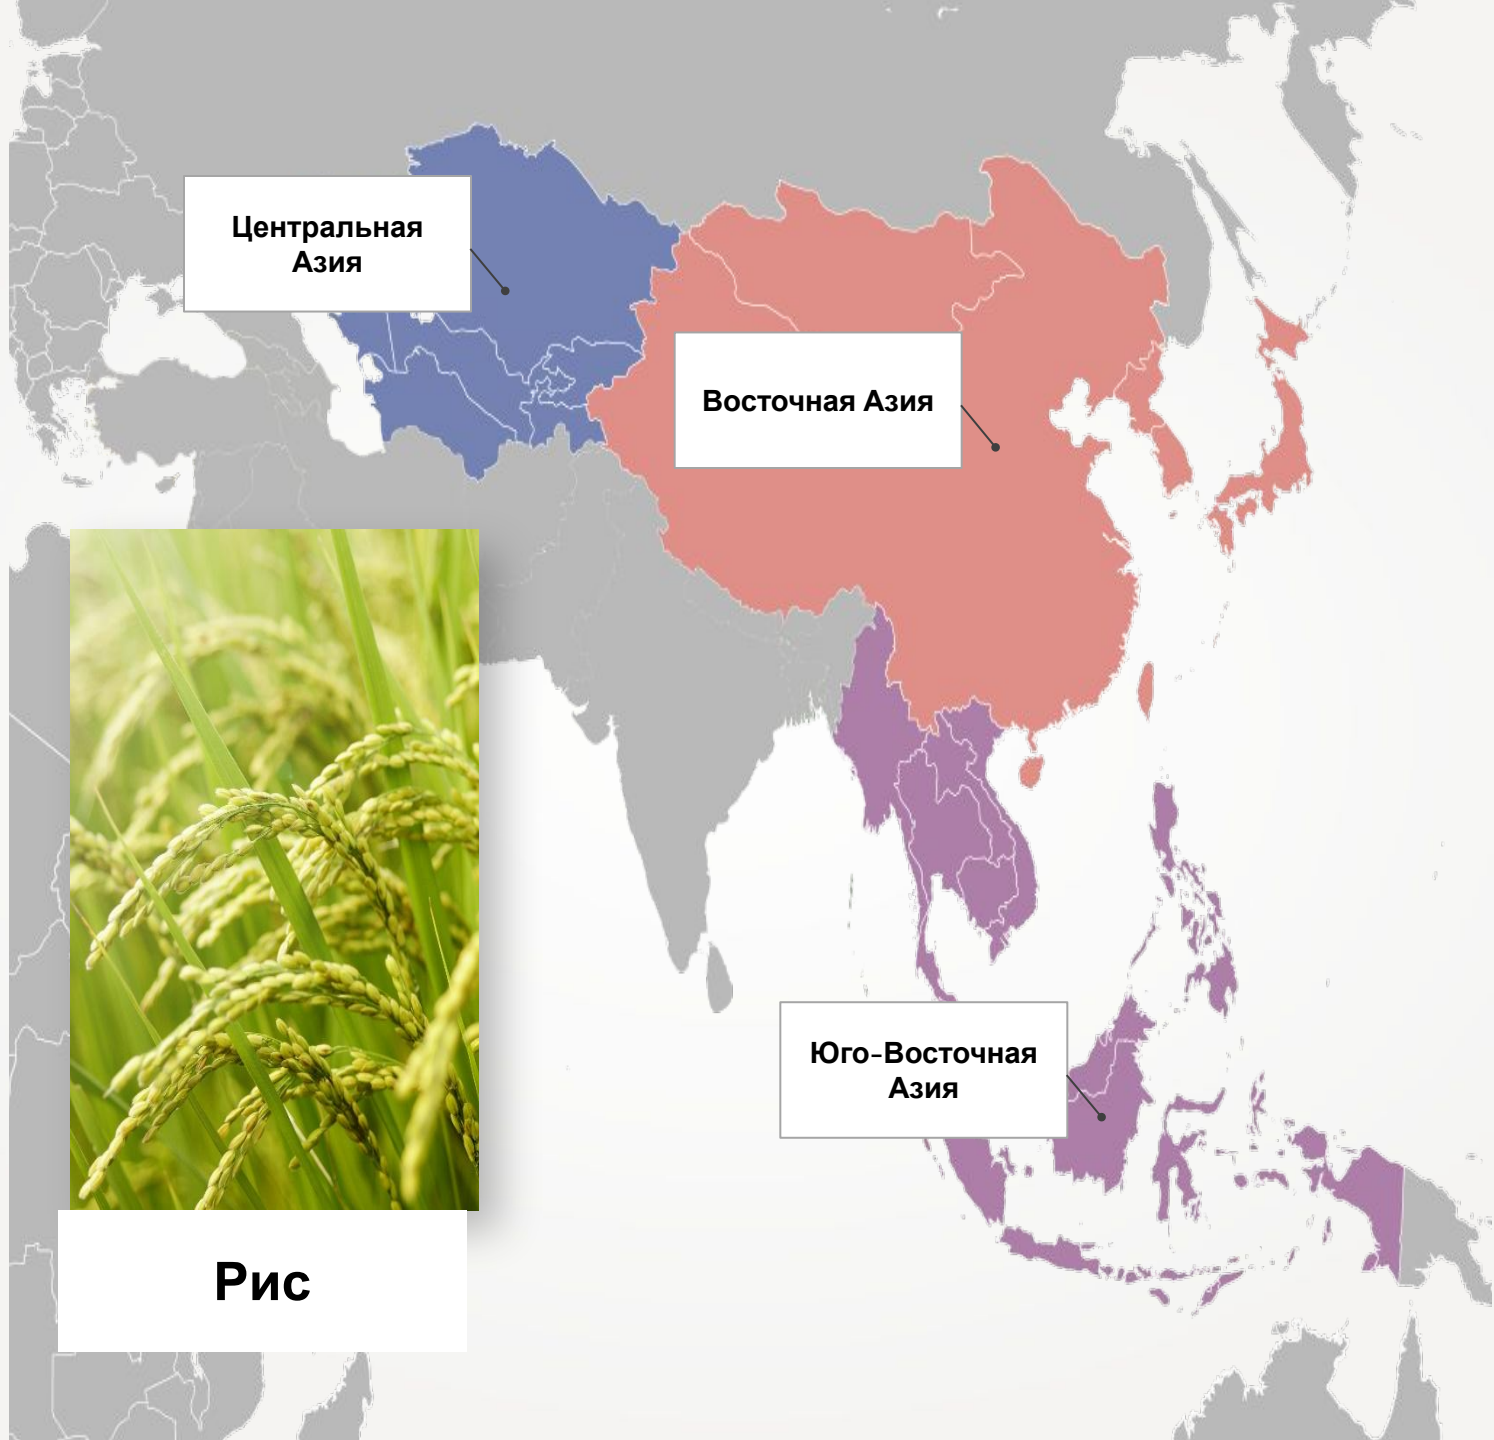 Центральная
Азия
Восточная Азия
Юго-Восточная
Азия
Рис